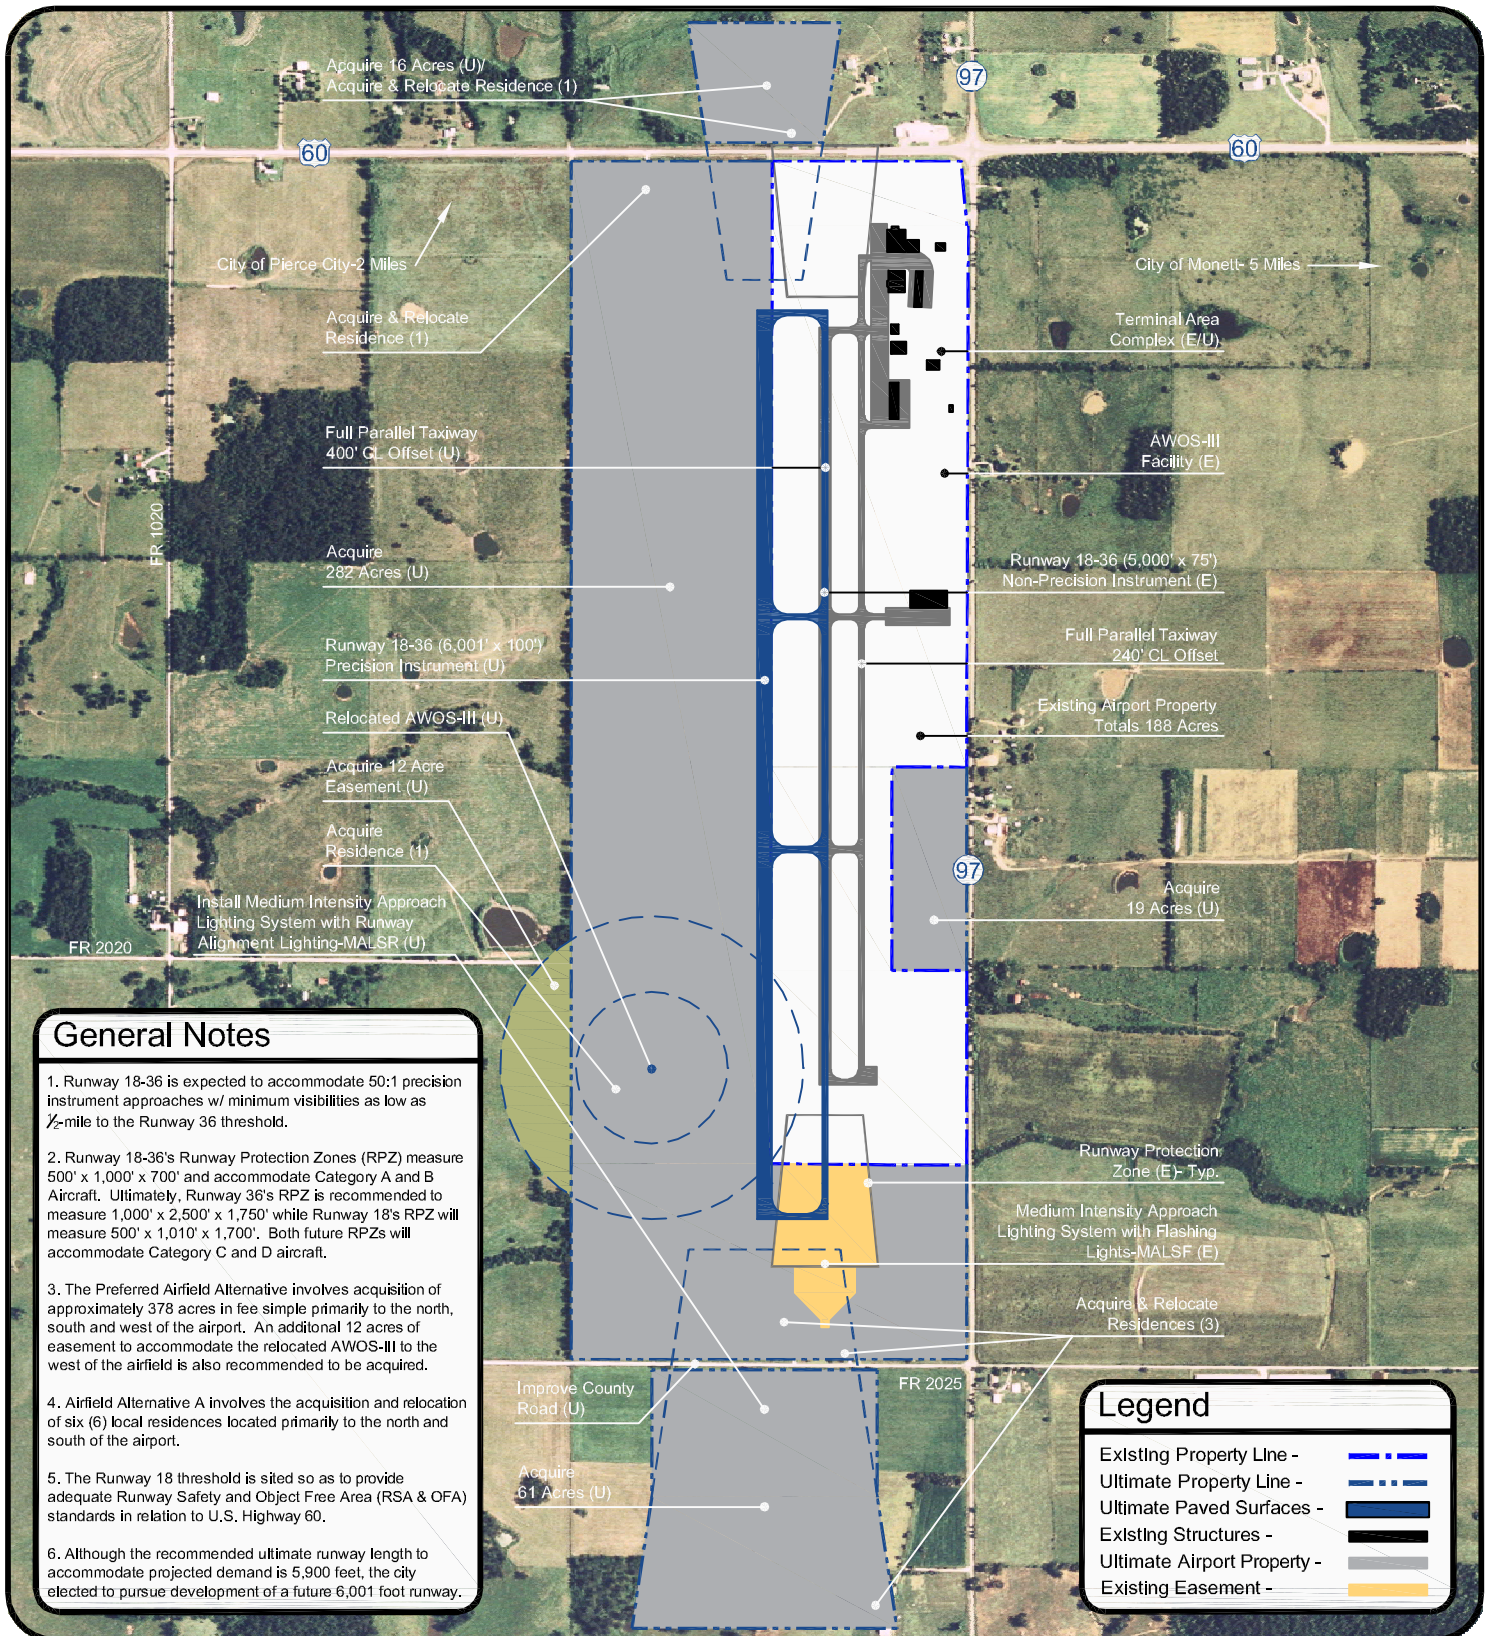 Acquire 16 Acres (U)/
Acquire & Relocate Residence (1)
97
60
60
City of Pierce City-2 Miles
City of Monett- 5 Miles
Acquire & Relocate
Residence (1)
Terminal Area
Complex (E/U)
Full Parallel Taxiway
400' CL Offset (U)
AWOS-III
Facility (E)
FR 1020
Acquire
282 Acres (U)
Runway 18-36 (5,000' x 75')
Non-Precision Instrument (E)
Runway 18-36 (6,001' x 100')
Precision Instrument (U)
Full Parallel Taxiway
240' CL Offset
Relocated AWOS-III (U)
Existing Airport Property
Totals 188 Acres
Acquire 12 Acre
Easement (U)
Acquire
Residence (1)
97
Acquire
19 Acres (U)
Install Medium Intensity Approach
Lighting System with Runway
Alignment Lighting-MALSR (U)
FR 2020
General Notes
1. Runway 18-36 is expected to accommodate 50:1 precision
instrument approaches w/ minimum visibilities as low as
½-mile to the Runway 36 threshold.
2. Runway 18-36's Runway Protection Zones (RPZ) measure
500' x 1,000' x 700' and accommodate Category A and B
Aircraft. Ultimately, Runway 36's RPZ is recommended to
measure 1,000' x 2,500' x 1,750' while Runway 18's RPZ will
measure 500' x 1,010' x 1,700'. Both future RPZs will
accommodate Category C and D aircraft.
3. The Preferred Airfield Alternative involves acquisition of
approximately 378 acres in fee simple primarily to the north,
south and west of the airport. An additonal 12 acres of
easement to accommodate the relocated AWOS-III to the
west of the airfield is also recommended to be acquired.
4. Airfield Alternative A involves the acquisition and relocation
of six (6) local residences located primarily to the north and
south of the airport.
5. The Runway 18 threshold is sited so as to provide
adequate Runway Safety and Object Free Area (RSA & OFA)
standards in relation to U.S. Highway 60.
6. Although the recommended ultimate runway length to
accommodate projected demand is 5,900 feet, the city
elected to pursue development of a future 6,001 foot runway.
Runway Protection
Zone (E)- Typ.
Medium Intensity Approach
Lighting System with Flashing
Lights-MALSF (E)
Acquire & Relocate
Residences (3)
Improve County
Road (U)
FR 2025
Acquire
61 Acres (U)
Legend
Existing Property Line -
Ultimate Property Line -
Ultimate Paved Surfaces -
Existing Structures -
Ultimate Airport Property -
Existing Easement -